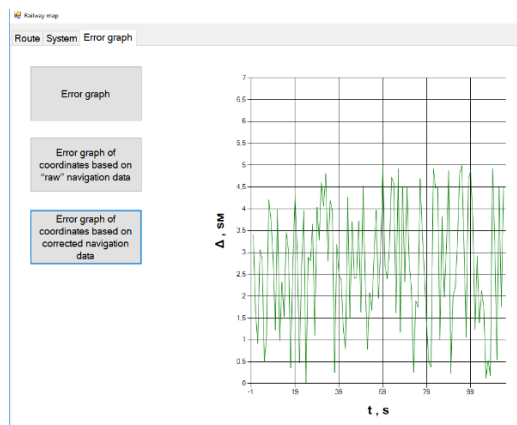 Railway map
Route System Error graph
Error graph
Error graph of
coordinates based on
“raw” navigation data
Error graph of
coordinates based on
corrected navigation
data
Δ , sм
7
6.5
6
5.5
5
4.5
4
3.5
3
2.5
2
1.5
1
0.5
0
-1 19 39 59 79 99
t , s